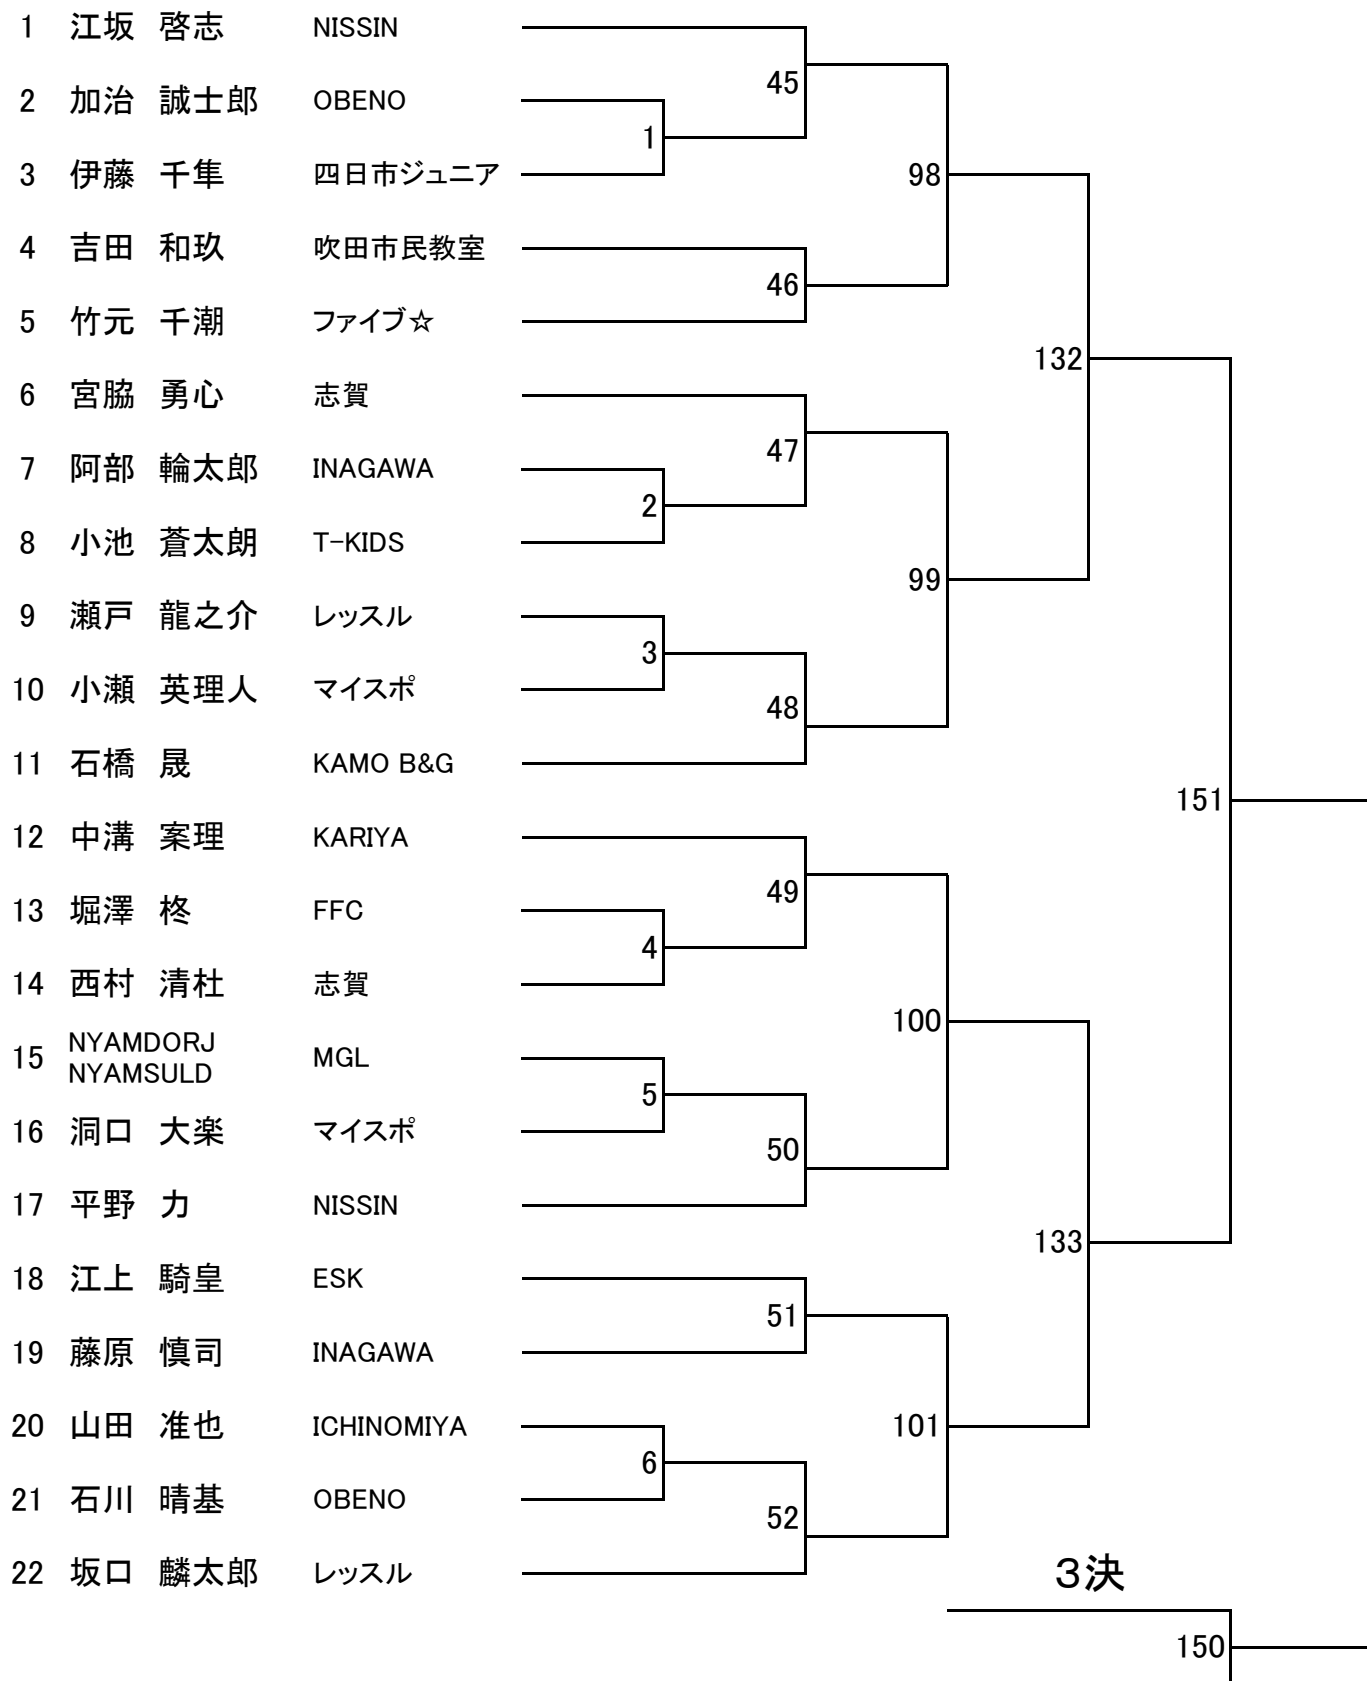 1 江坂 啓志 NISSIN
45
2 加治 誠士郎 OBENO
1
3 伊藤 千隼 四日市ジュニア
98
4 吉田 和玖 吹田市民教室
46
5 竹元 千潮 ファイブ☆
132
6 宮脇 勇心 志賀
47
7 阿部 輪太郎 INAGAWA
2
8 小池 蒼太朗 T-KIDS
99
9 瀬戸 龍之介 レッスル
3
10 小瀬 英理人 マイスポ
48
11 石橋 晟 KAMO B&G
151
12 中溝 案理 KARIYA
49
13 堀澤 柊 FFC
4
14 西村 清杜 志賀
100
15 NYAMDORJ
NYAMSULD MGL
5
16 洞口 大楽 マイスポ
50
17 平野 力 NISSIN
133
18 江上 騎皇 ESK
51
19 藤原 慎司 INAGAWA
20 山田 准也 ICHINOMIYA
101
6
21 石川 晴基 OBENO
52
22 坂口 麟太郎 レッスル
3決
150